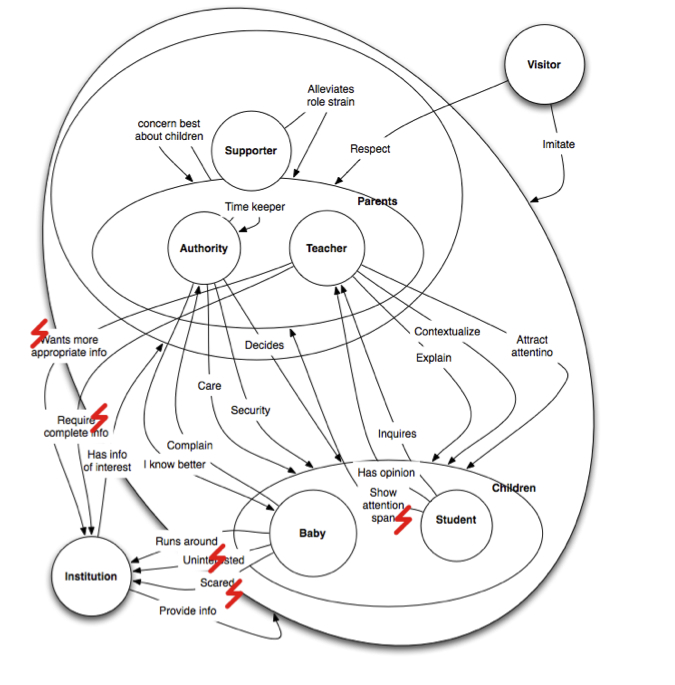 Visitor
Alleviates
role strain
concern best
about children
Imitate
Supporter
Respect
Parents
Time keeper
Authority
Teacher
Wants more
appropriate info
Decides
Contextualize
Attract
attentino
Explain
Care
Security
Require
complete info
Inquires
Complain
Has info
of interest
I know better
Has opinion
Children
Show
attention
span
Student
Baby
Runs around
Uninterested
Institution
Scared
Provide info